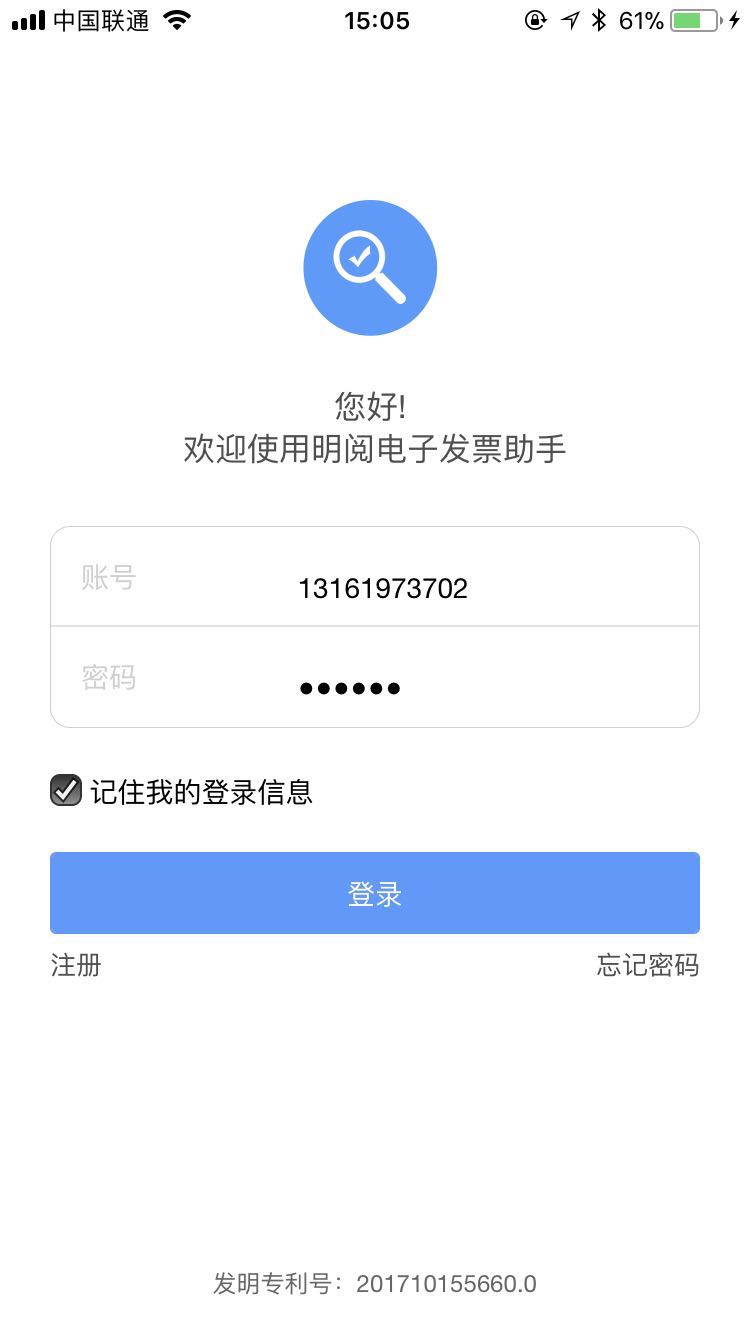 中国联通 15:05 61%
您好!
欢迎使用明阅电子发票助手
账号 13161973702
密码 ••••••
记住我的登录信息
登录
注册 忘记密码
发明专利号：201710155660.0